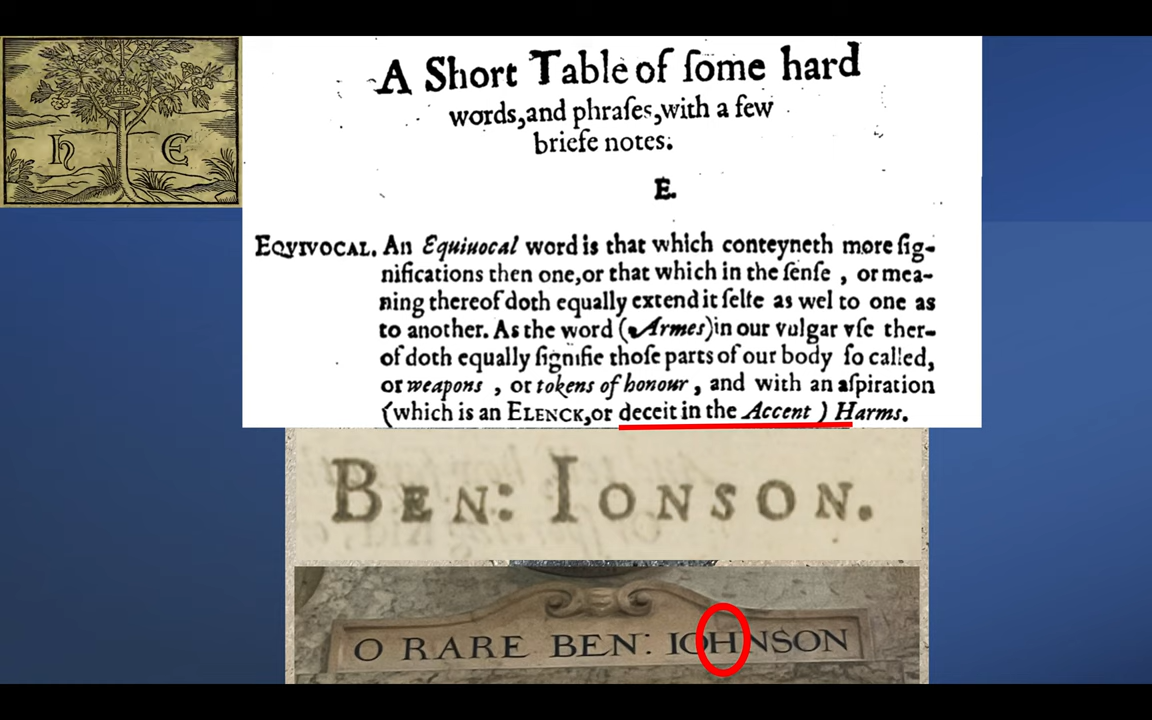 H E
A Short Table of ſome hard
words,and phraſes,with a few
briefe notes:
E.
EQVIVOCAL. An Equiuocal word is that which conteyneth more ſig-
nifications then one,or that which in the ſenſe , or mea-
ning thereof doth equally extend it ſelfe as wel to one as
to another. As the word (Armes) in our vulgar vſe ther-
of doth equally ſignifie thoſe parts of our body ſo called,
or weapons , or tokens of honour , and with an aſpiration
(which is an ELENCK,or deceit in the Accent ) Harms.
BEN: IONSON.
O RARE BEN: IOHNSON